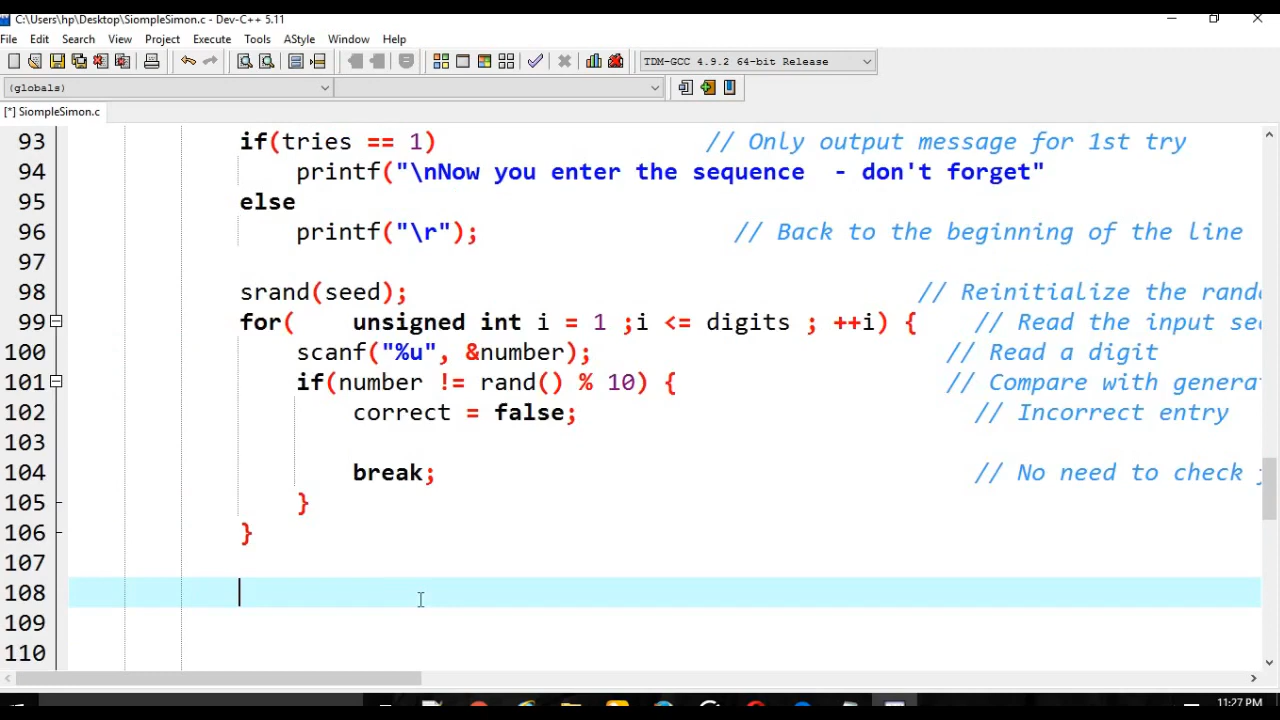 C:\Users\hp\Desktop\SiompleSimon.c - Dev-C++ 5.11
File Edit Search View Project Execute Tools AStyle Window Help
TDM-GCC 4.9.2 64-bit Release
(globals)
[*] SiompleSimon.c
93 if(tries == 1) // Only output message for 1st try
94 printf("\nNow you enter the sequence  - don't forget"
95 else
96 printf("\r"); // Back to the beginning of the line
97
98 srand(seed); // Reinitialize the rand
99 for( unsigned int i = 1 ;i <= digits ; ++i) { // Read the input se
100 scanf("%u", &number); // Read a digit
101 if(number != rand() % 10) { // Compare with genera
102 correct = false; // Incorrect entry
103
104 break; // No need to check
105 }
106 }
107
108
109
110
11:27 PM